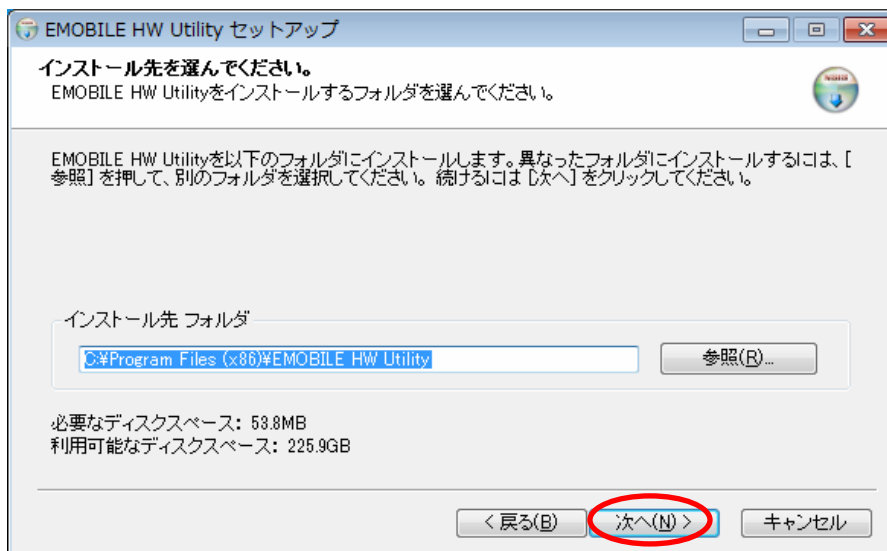 EMOBILE HW Utility セットアップ
インストール先を選んでください。
EMOBILE HW Utilityをインストールするフォルダを選んでください。
EMOBILE HW Utilityを以下のフォルダにインストールします。異なったフォルダにインストールするには、[
参照] を押して、別のフォルダを選択してください。 続けるには [次へ] をクリックしてください。
インストール先 フォルダ
C:¥Program Files (x86)¥EMOBILE HW Utility
参照(R)...
必要なディスクスペース: 53.8MB
利用可能なディスクスペース: 225.9GB
< 戻る(B)
次へ(N) >
キャンセル